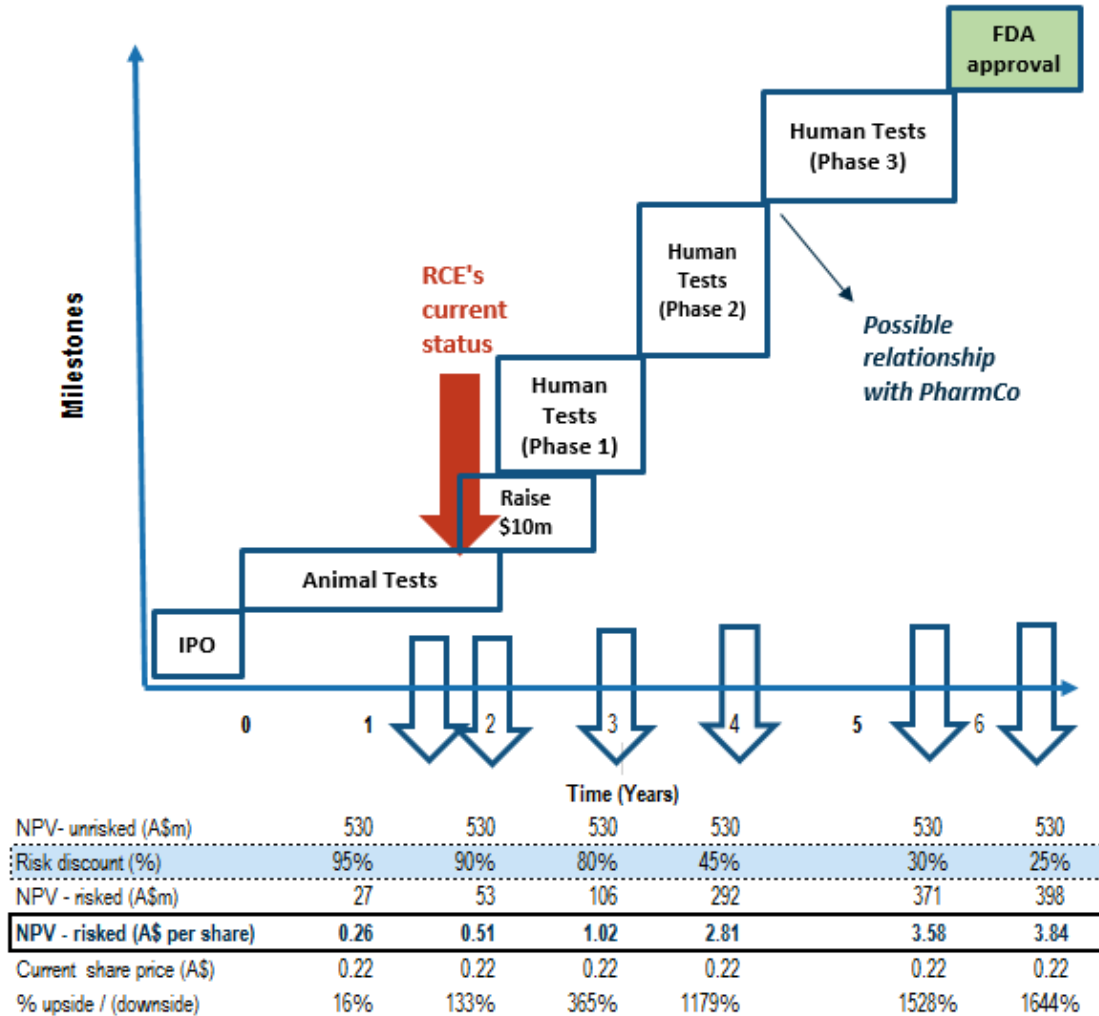 FDA
approval
Human Tests
(Phase 3)
Human
Tests
(Phase 2)
RCE's
current
status
Possible
relationship
with PharmCo
Milestones
Human
Tests
(Phase 1)
Raise
$10m
Animal Tests
IPO
0 1 2 3 4 5 6
Time (Years)
NPV- unrisked (A$m) 530 530 530 530 530 530
Risk discount (%) 95% 90% 80% 45% 30% 25%
NPV - risked (A$m) 27 53 106 292 371 398
NPV - risked (A$ per share) 0.26 0.51 1.02 2.81 3.58 3.84
Current share price (A$) 0.22 0.22 0.22 0.22 0.22 0.22
% upside / (downside) 16% 133% 365% 1179% 1528% 1644%